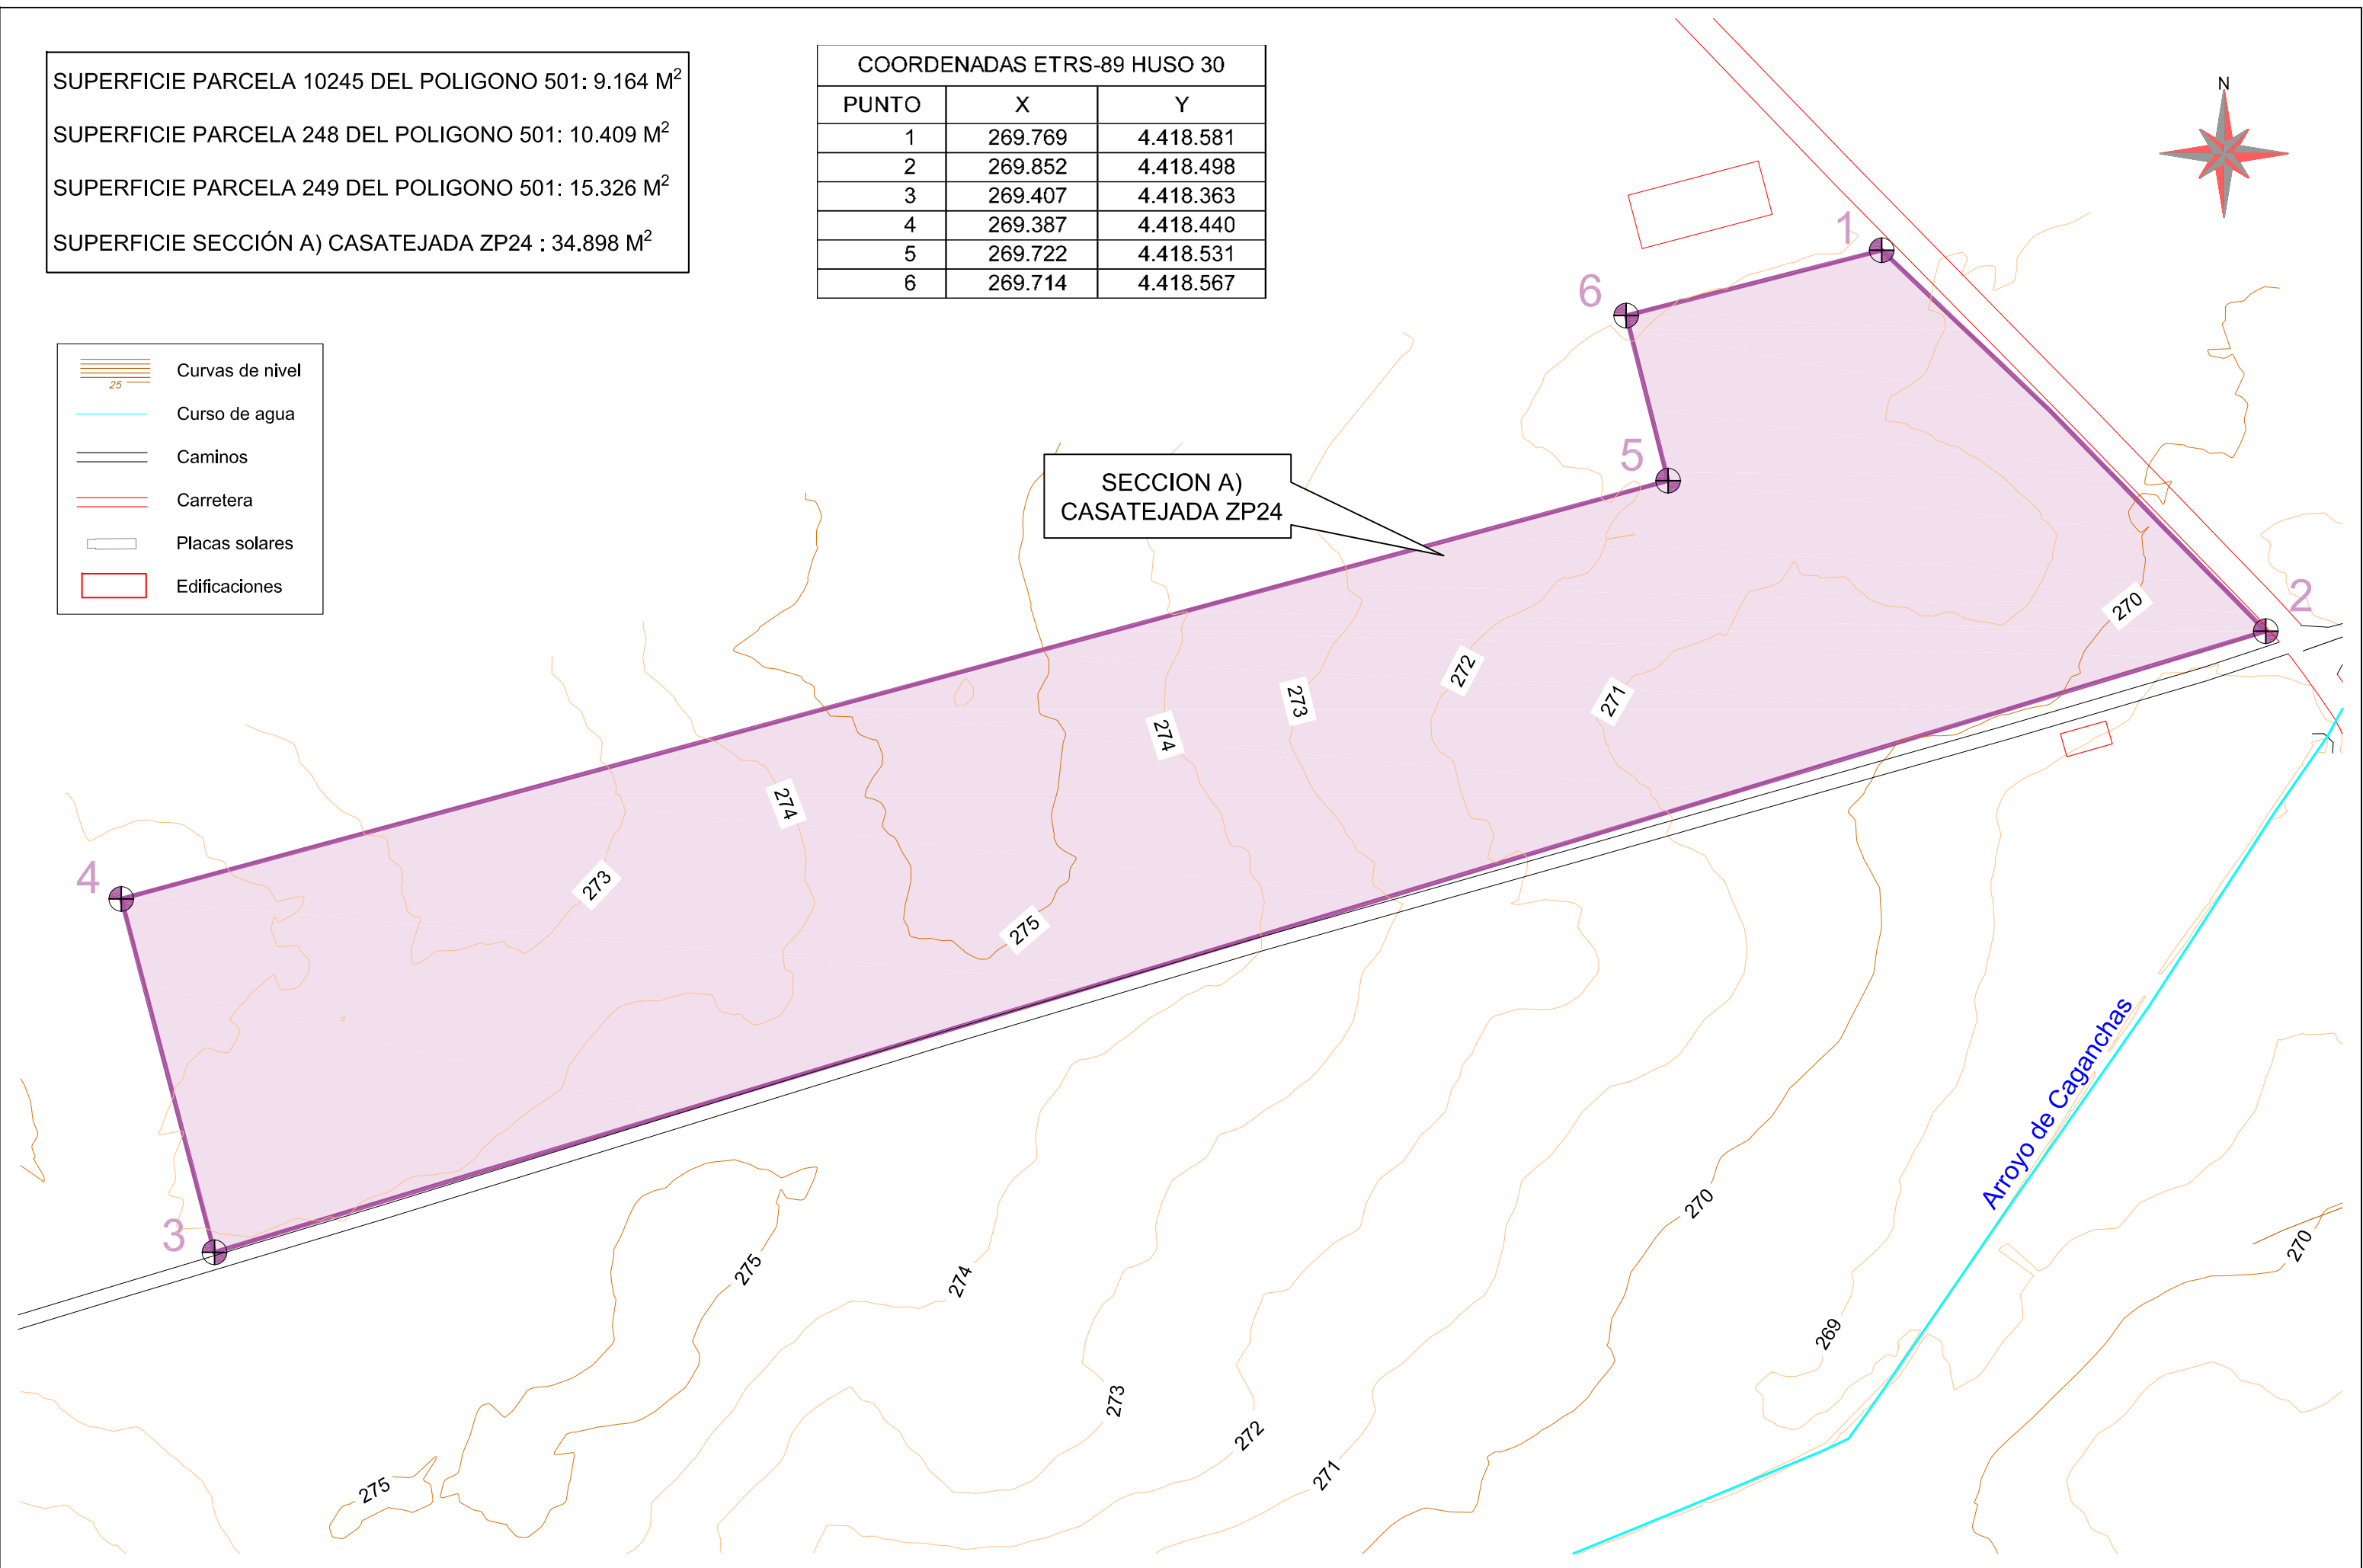 SUPERFICIE PARCELA 10245 DEL POLIGONO 501: 9.164 M²
SUPERFICIE PARCELA 248 DEL POLIGONO 501: 10.409 M²
SUPERFICIE PARCELA 249 DEL POLIGONO 501: 15.326 M²
SUPERFICIE SECCIÓN A) CASATEJADA ZP24 : 34.898 M²
COORDENADAS ETRS-89 HUSO 30
PUNTO X Y
1 269.769 4.418.581
2 269.852 4.418.498
3 269.407 4.418.363
4 269.387 4.418.440
5 269.722 4.418.531
6 269.714 4.418.567
N
25
Curvas de nivel
Curso de agua
Caminos
Carretera
Placas solares
Edificaciones
1
6
5
SECCION A)
CASATEJADA ZP24
2
270
272
271
273
274
274
4
273
275
3
Arroyo de Caganchas
270
270
275
274
269
273
272
271
275